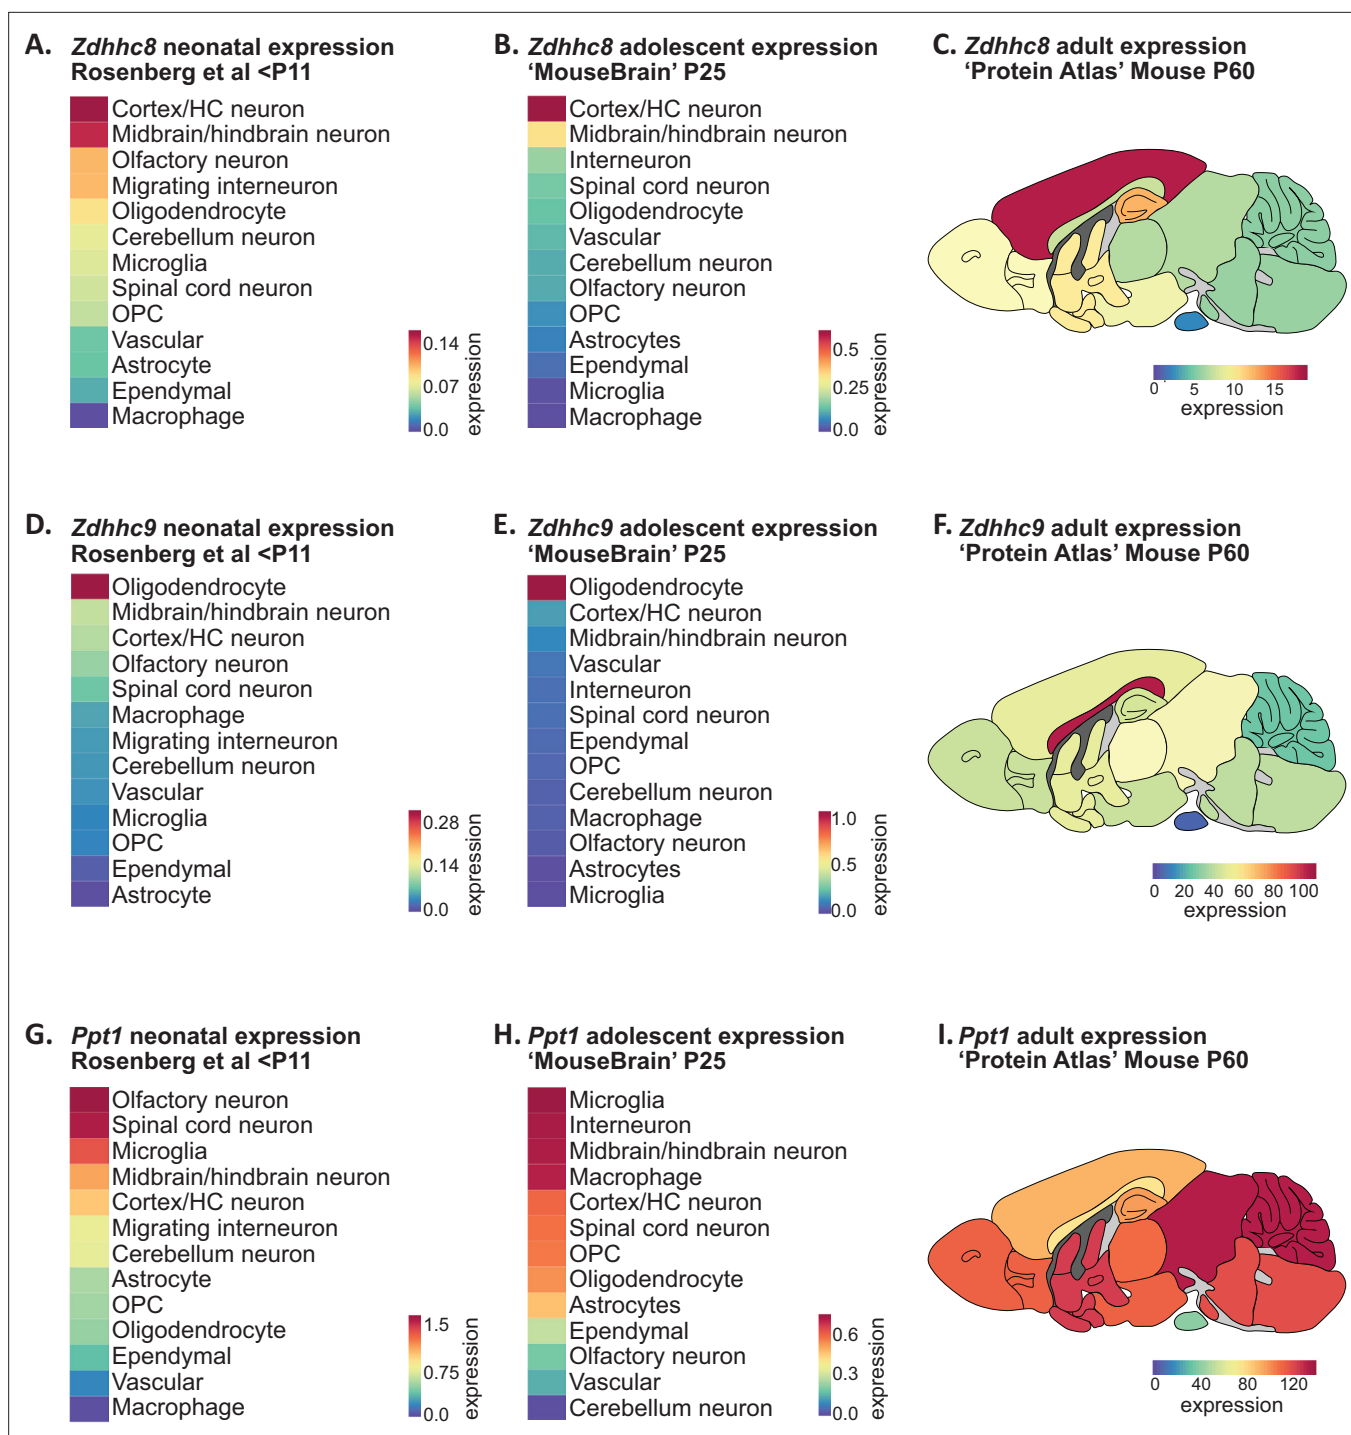 A. Zdhhc8 neonatal expression
Rosenberg et al <P11
Cortex/HC neuron
Midbrain/hindbrain neuron
Olfactory neuron
Migrating interneuron
Oligodendrocyte
Cerebellum neuron
Microglia
Spinal cord neuron
OPC
Vascular
Astrocyte
Ependymal
Macrophage
0.14
0.07
0.0
expression
B. Zdhhc8 adolescent expression
‘MouseBrain’ P25
Cortex/HC neuron
Midbrain/hindbrain neuron
Interneuron
Spinal cord neuron
Oligodendrocyte
Vascular
Cerebellum neuron
Olfactory neuron
OPC
Astrocytes
Ependymal
Microglia
Macrophage
0.5
0.25
0.0
expression
C. Zdhhc8 adult expression
‘Protein Atlas’ Mouse P60
0 5 10 15
expression
D. Zdhhc9 neonatal expression
Rosenberg et al <P11
Oligodendrocyte
Midbrain/hindbrain neuron
Cortex/HC neuron
Olfactory neuron
Spinal cord neuron
Macrophage
Migrating interneuron
Cerebellum neuron
Vascular
Microglia
OPC
Ependymal
Astrocyte
0.28
0.14
0.0
expression
E. Zdhhc9 adolescent expression
‘MouseBrain’ P25
Oligodendrocyte
Cortex/HC neuron
Midbrain/hindbrain neuron
Vascular
Interneuron
Spinal cord neuron
Ependymal
OPC
Cerebellum neuron
Macrophage
Olfactory neuron
Astrocytes
Microglia
1.0
0.5
0.0
expression
F. Zdhhc9 adult expression
‘Protein Atlas’ Mouse P60
0 20 40 60 80 100
expression
G. Ppt1 neonatal expression
Rosenberg et al <P11
Olfactory neuron
Spinal cord neuron
Microglia
Midbrain/hindbrain neuron
Cortex/HC neuron
Migrating interneuron
Cerebellum neuron
Astrocyte
OPC
Oligodendrocyte
Ependymal
Vascular
Macrophage
1.5
0.75
0.0
expression
H. Ppt1 adolescent expression
‘MouseBrain’ P25
Microglia
Interneuron
Midbrain/hindbrain neuron
Macrophage
Cortex/HC neuron
Spinal cord neuron
OPC
Oligodendrocyte
Astrocytes
Ependymal
Olfactory neuron
Vascular
Cerebellum neuron
0.6
0.3
0.0
expression
I. Ppt1 adult expression
‘Protein Atlas’ Mouse P60
0 40 80 120
expression